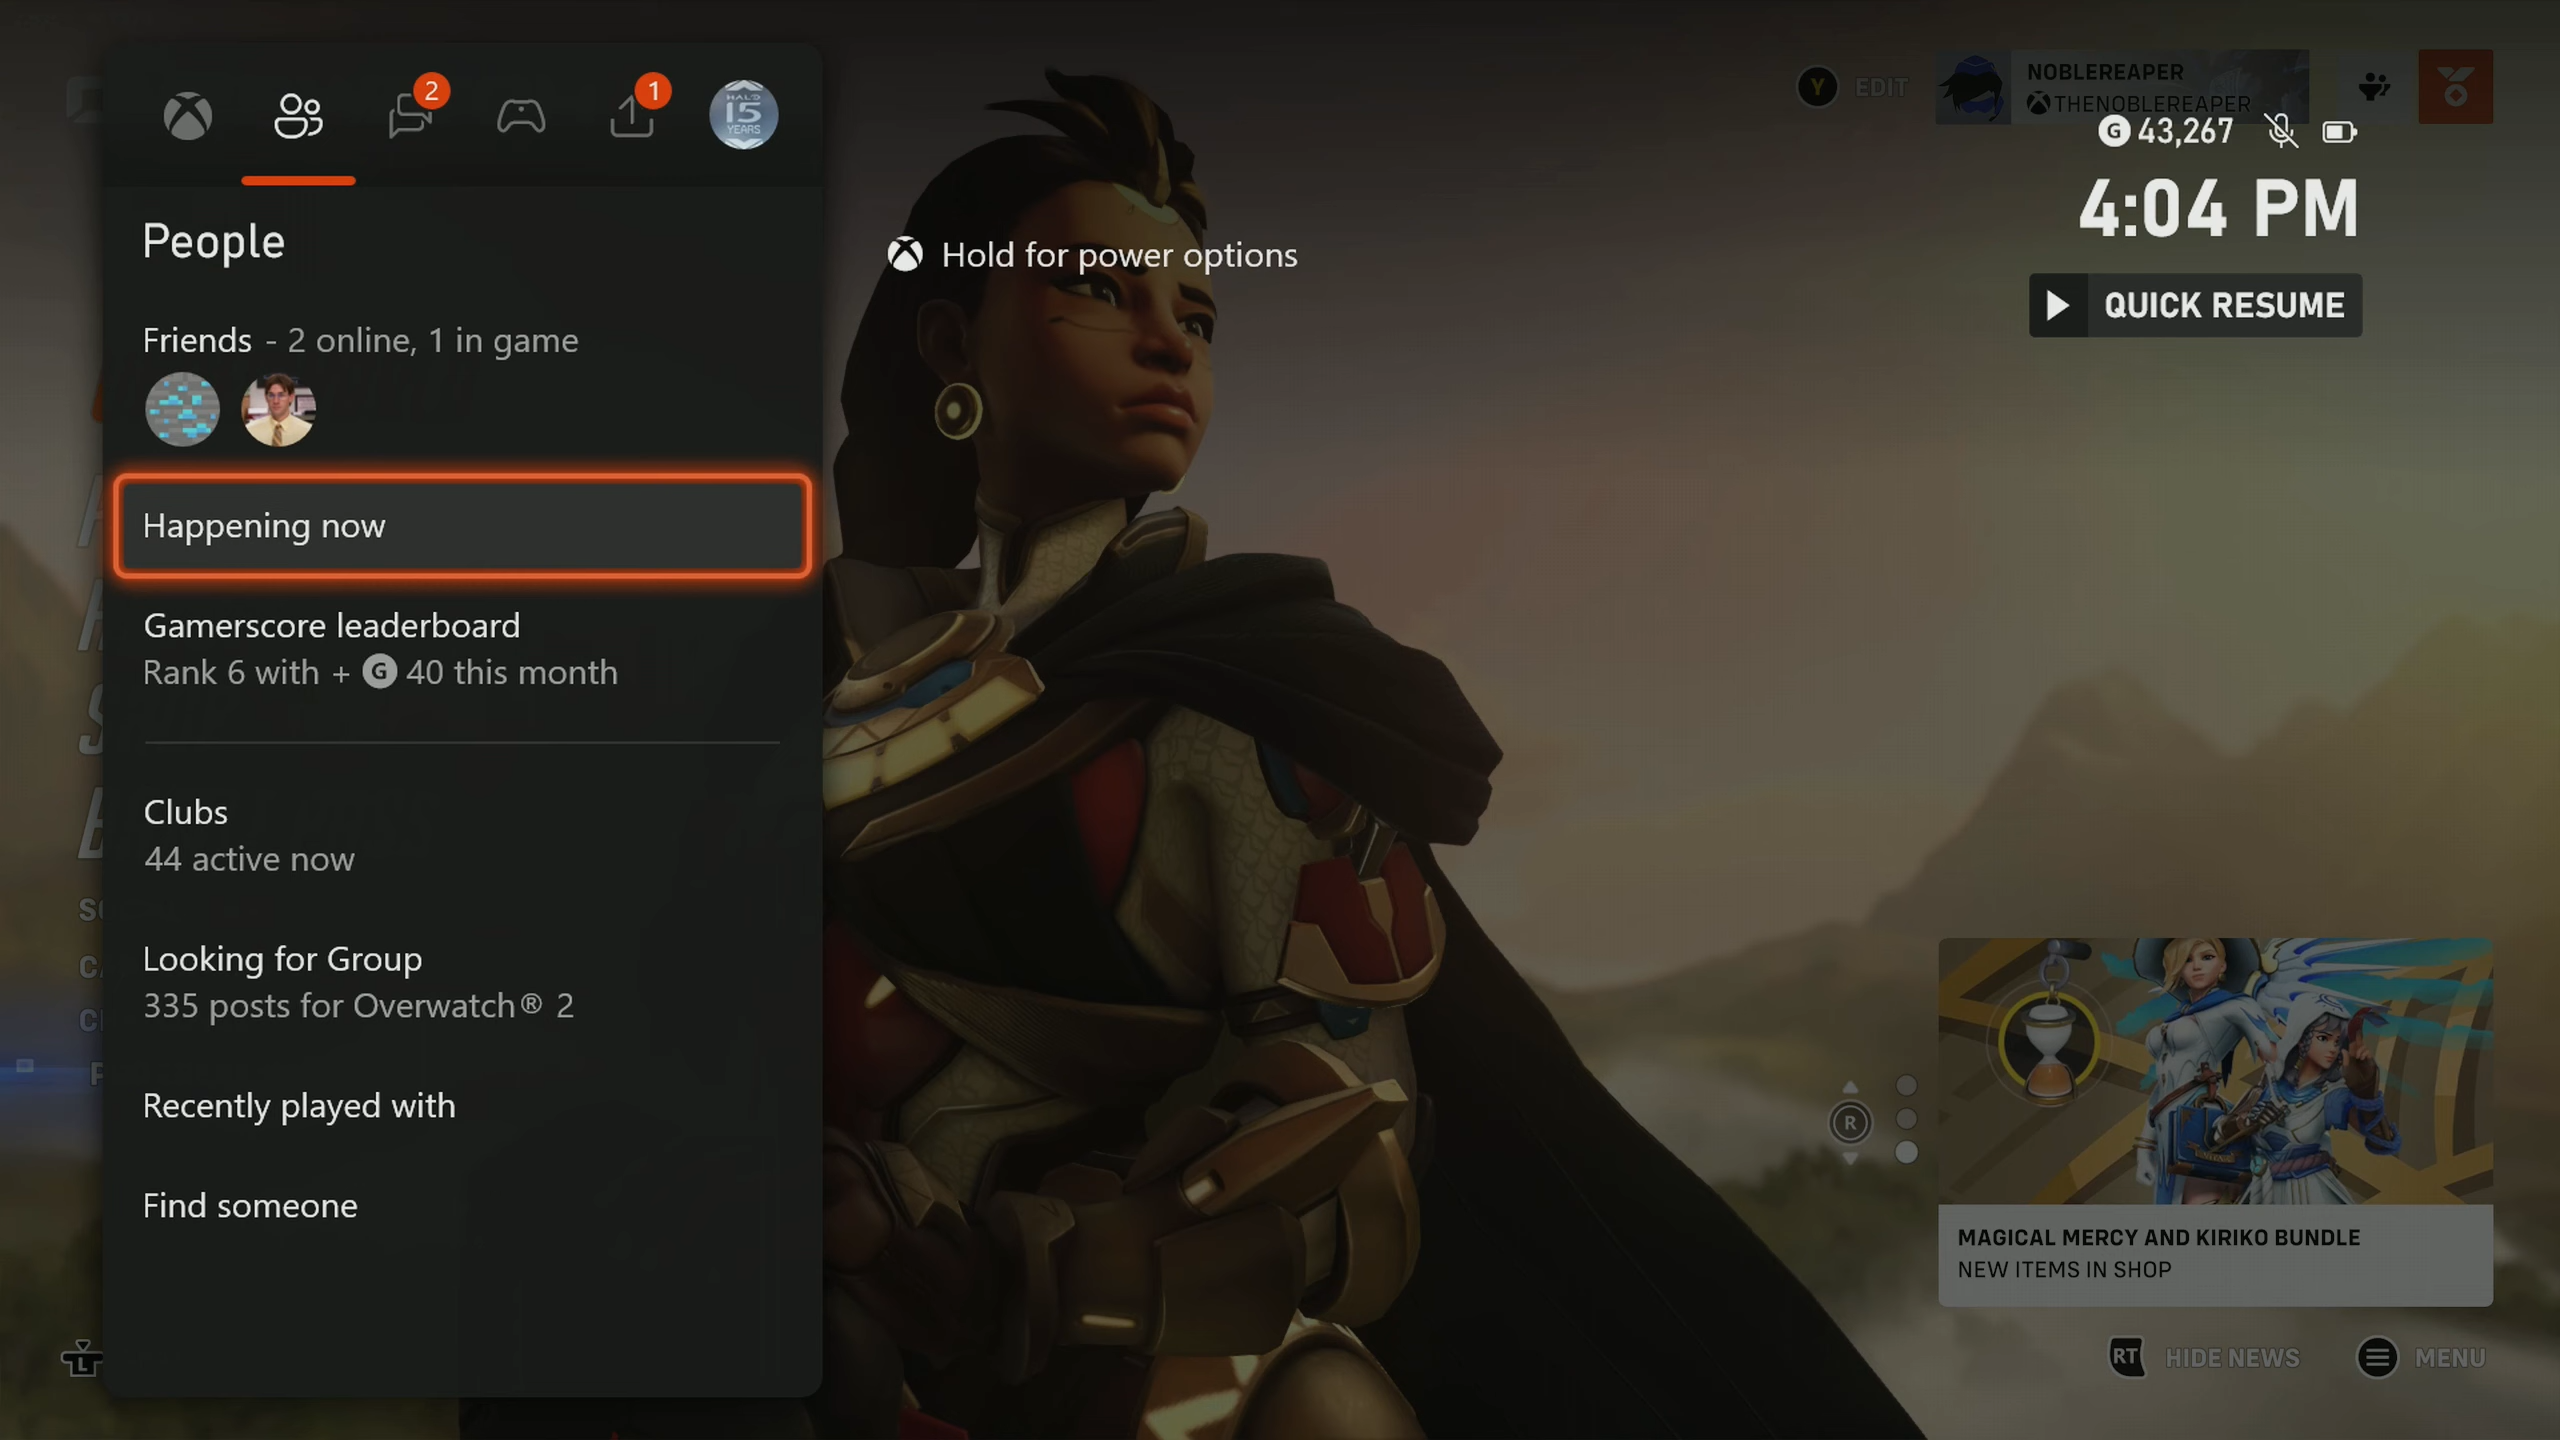 2
1
HALO
15
YEARS
People
Friends - 2 online, 1 in game
Happening now
Gamerscore leaderboard
Rank 6 with + G 40 this month
Clubs
44 active now
Looking for Group
335 posts for Overwatch® 2
Recently played with
Find someone
Hold for power options
Y EDIT
NOBLEREAPER
THENOBLEREAPER
G 43,267
4:04 PM
QUICK RESUME
R
MAGICAL MERCY AND KIRIKO BUNDLE
NEW ITEMS IN SHOP
L
RT HIDE NEWS
MENU